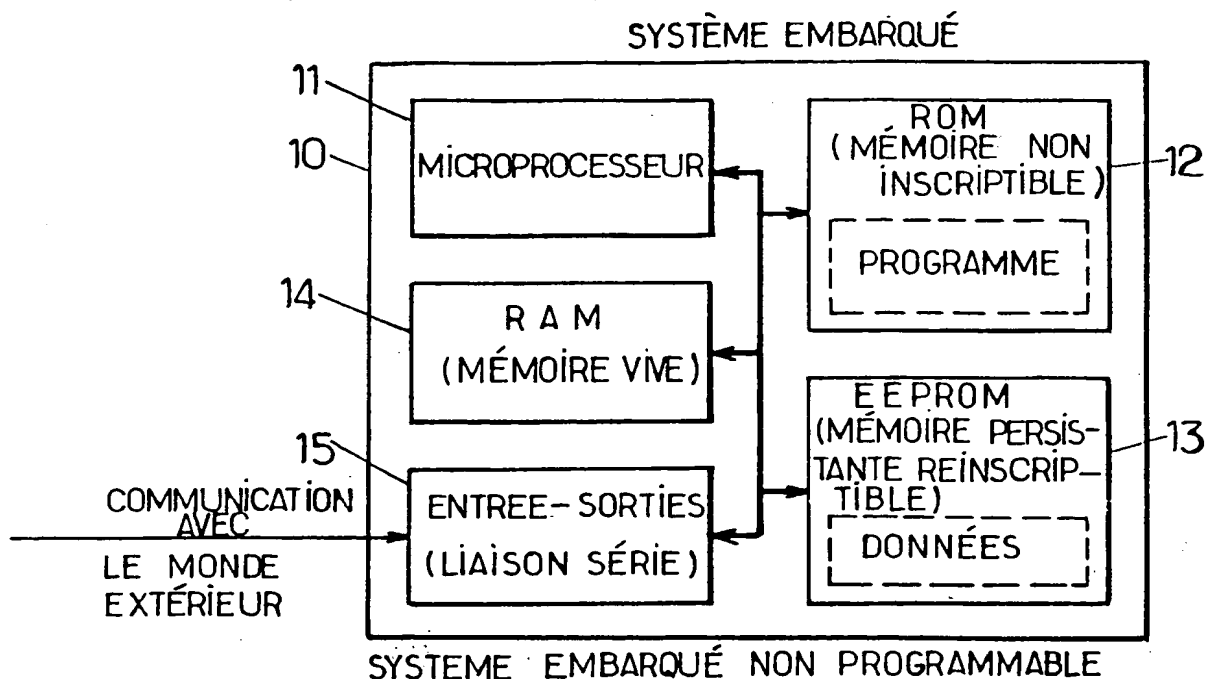 SYSTÈME EMBARQUÉ
11
10
MICROPROCESSEUR
ROM
(MÉMOIRE NON
INSCRIPTIBLE)
12
PROGRAMME
14
RAM
(MÉMOIRE VIVE)
EEPROM
(MÉMOIRE PERSIS-
TANTE REINSCRIP-
TIBLE)
13
DONNÉES
15
ENTREE-SORTIES
(LIAISON SÉRIE)
COMMUNICATION
AVEC
LE MONDE
EXTÉRIEUR
SYSTEME EMBARQUÉ NON PROGRAMMABLE